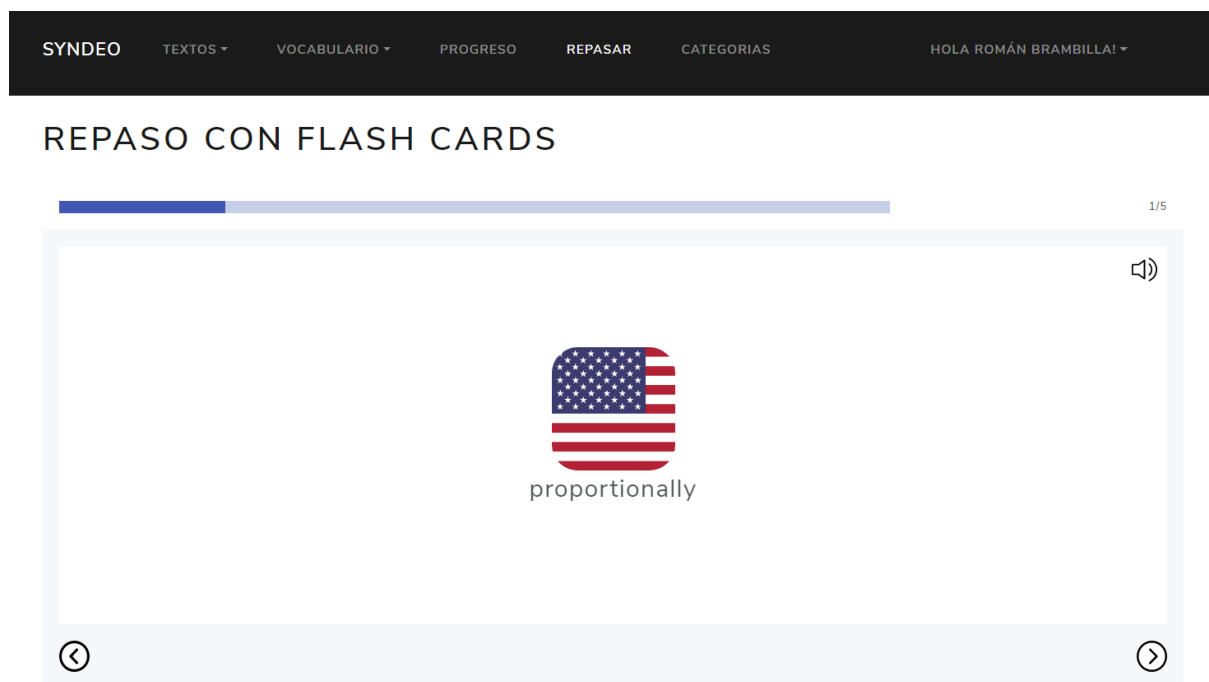 SYNDEO TEXTOS VOCABULARIO PROGRESO REPASAR CATEGORIAS HOLA ROMÁN BRAMBILLA!
REPASO CON FLASH CARDS
1/5
proportionally